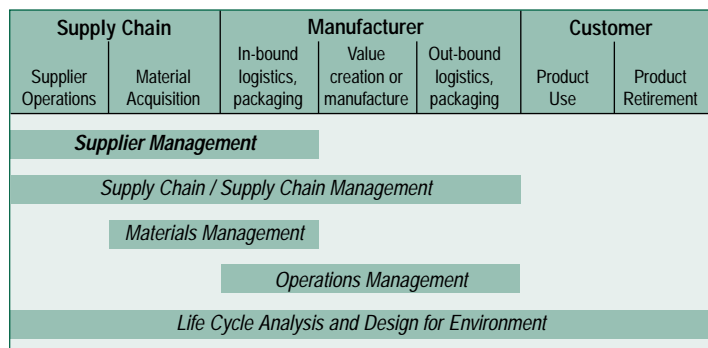 Supply Chain Manufacturer Customer
Supplier Operations
Material Acquisition
In-bound logistics, packaging
Value creation or manufacture
Out-bound logistics, packaging
Product Use
Product Retirement
Supplier Management
Supply Chain / Supply Chain Management
Materials Management
Operations Management
Life Cycle Analysis and Design for Environment